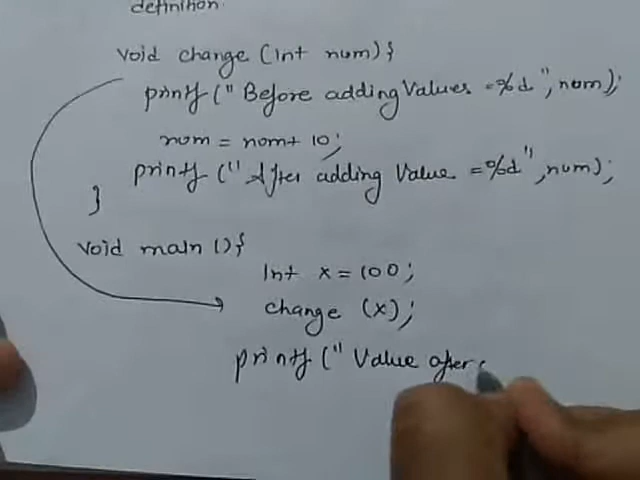 definition
void change (int num) {
printf (" Before adding Values =%d ", num);
num = num + 10;
printf (" After adding Value =%d ", num);
}
void main () {
int x = 100;
change (x);
printf (" Value after